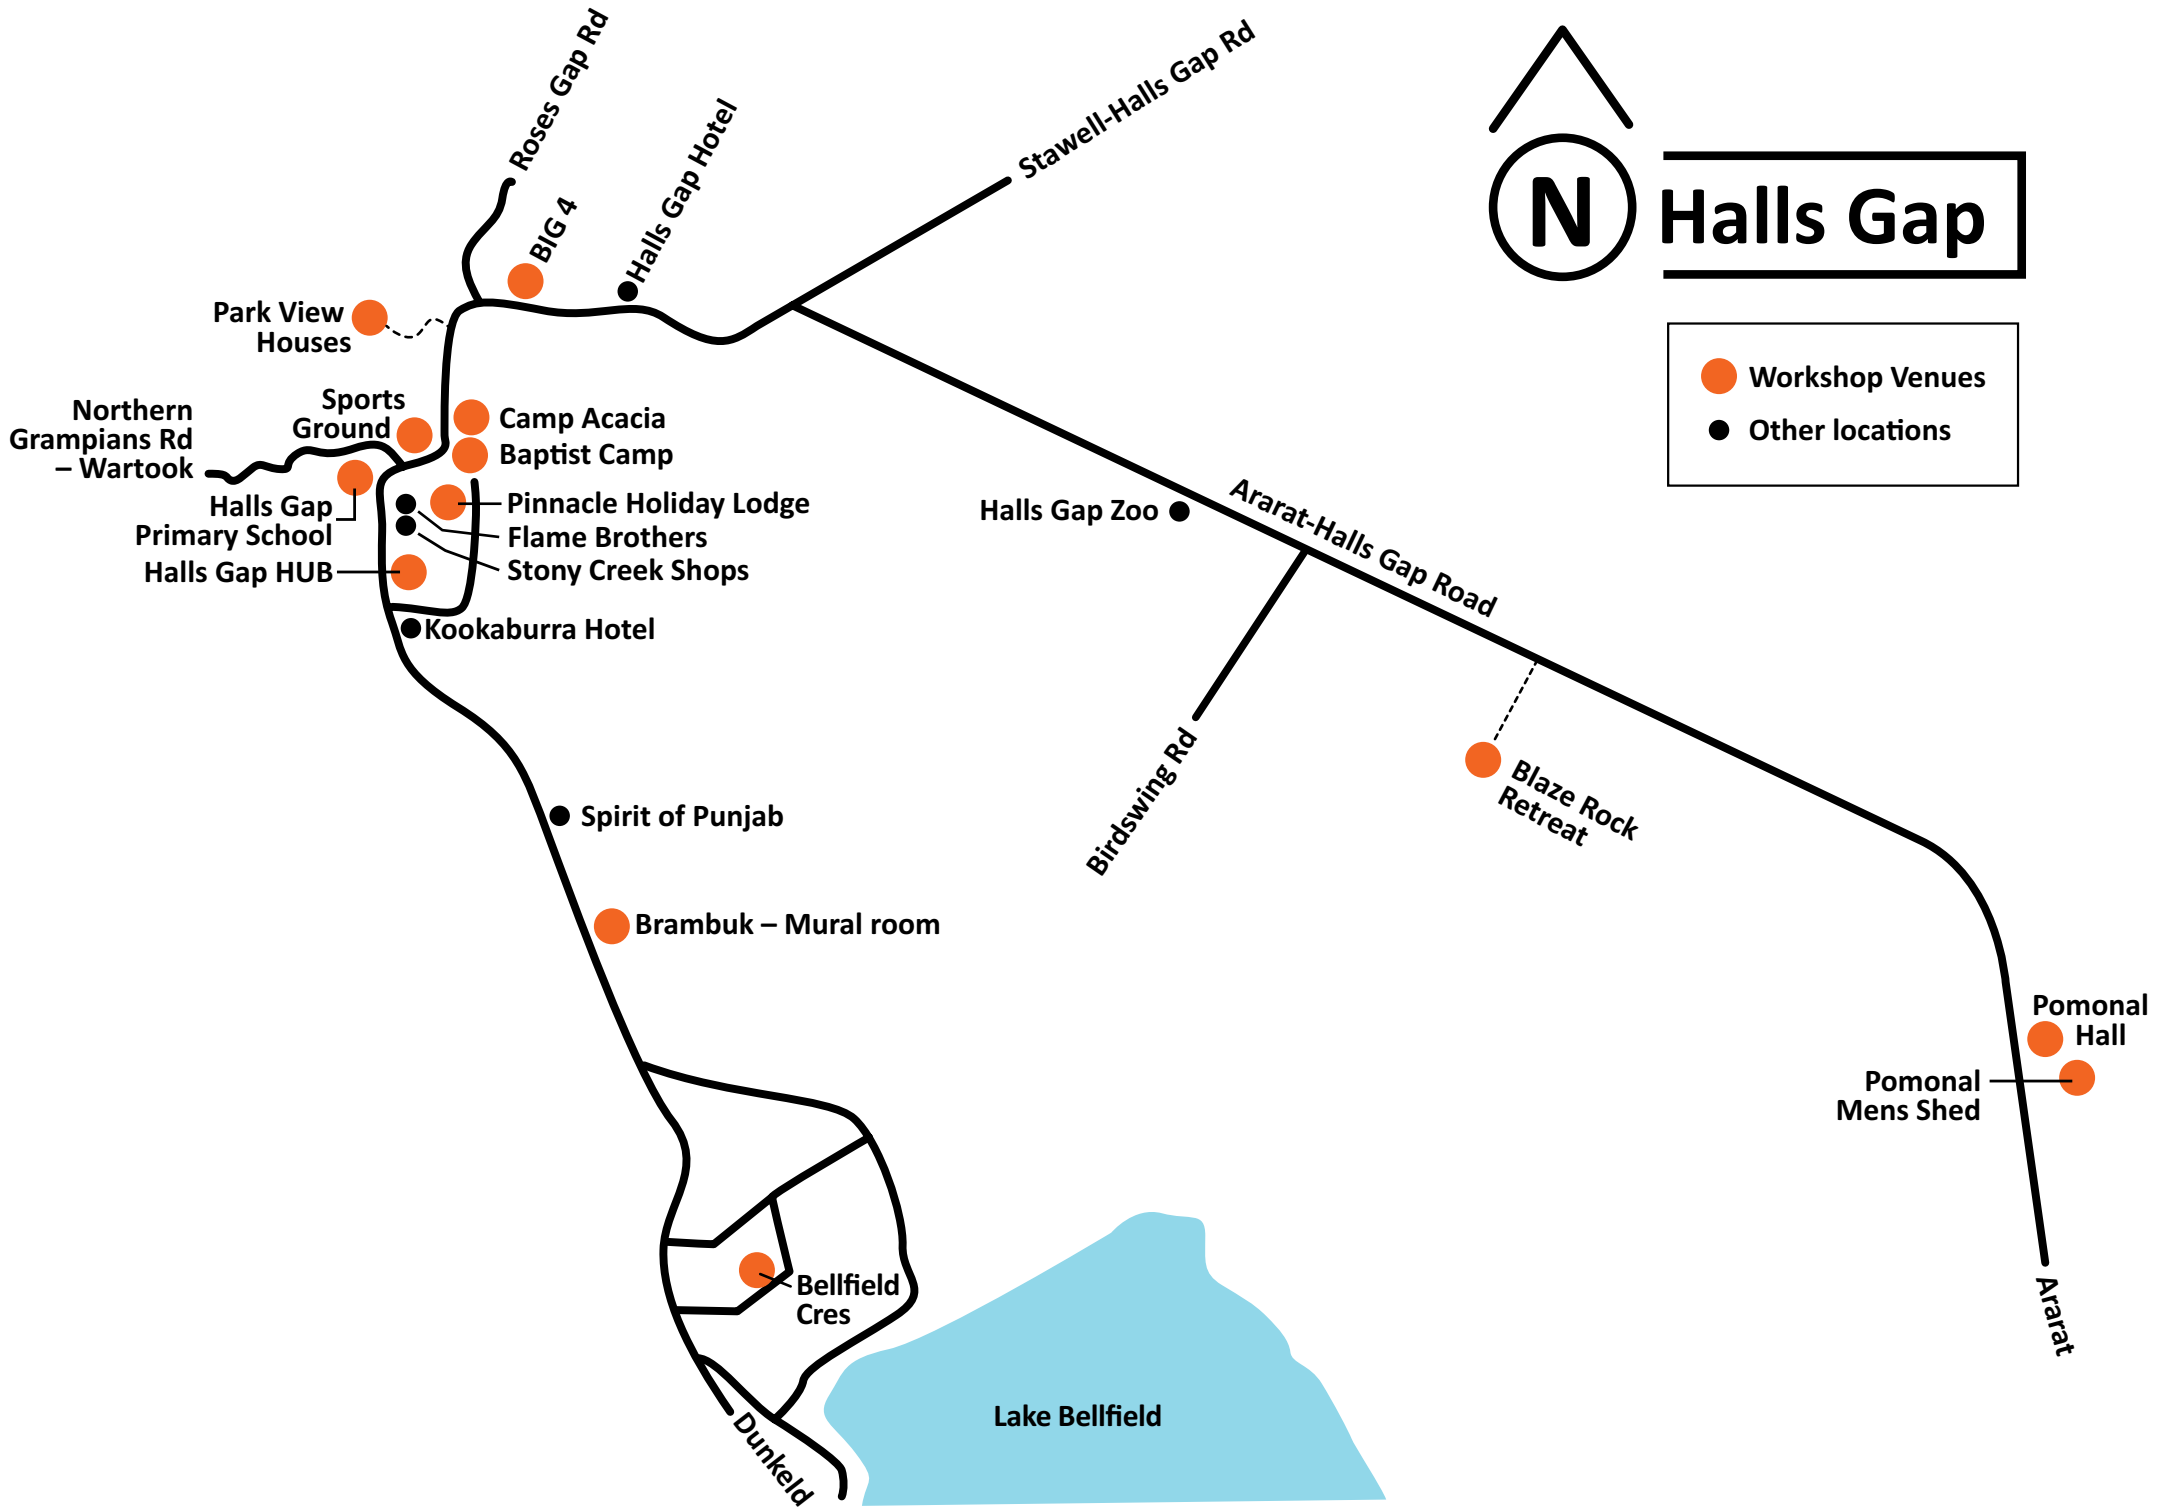 Roses Gap Rd
BIG 4
Halls Gap Hotel
Stawell-Halls Gap Rd
N
Halls Gap
Workshop Venues
Other locations
Park View
Houses
Sports
Ground
Northern
Grampians Rd
– Wartook
Camp Acacia
Baptist Camp
Halls Gap
Primary School
Pinnacle Holiday Lodge
Flame Brothers
Stony Creek Shops
Halls Gap HUB
Kookaburra Hotel
Halls Gap Zoo
Ararat-Halls Gap Road
Birdswing Rd
Blaze Rock
Retreat
Spirit of Punjab
Brambuk – Mural room
Pomonal
Hall
Pomonal
Mens Shed
Bellfield
Cres
Ararat
Lake Bellfield
Dunkeld